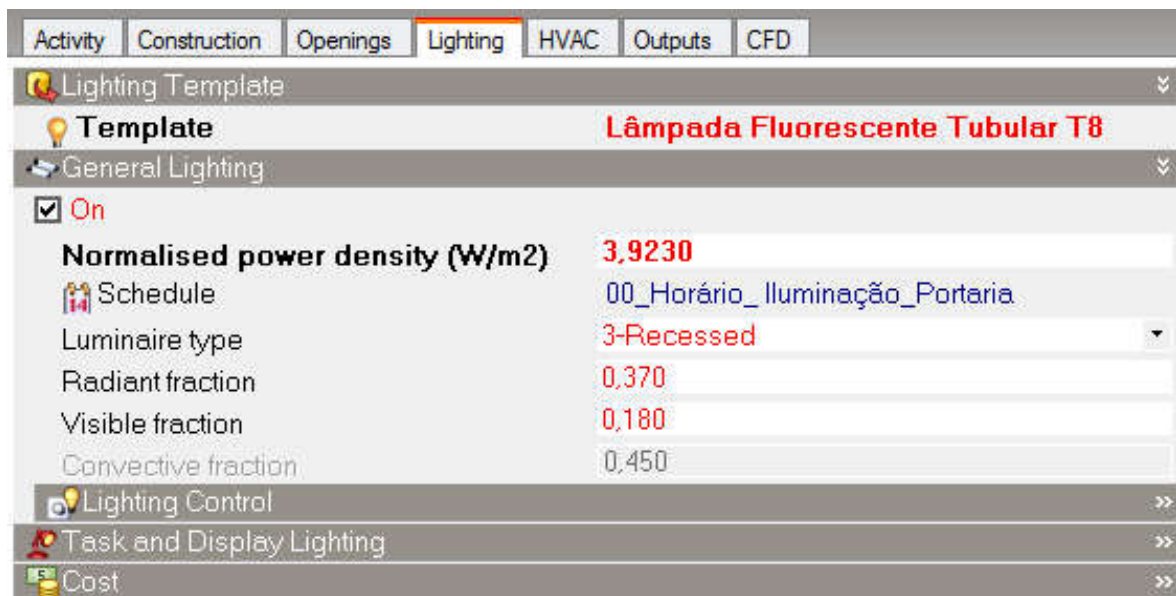 Activity Construction Openings Lighting HVAC Outputs CFD
Lighting Template
Template Lâmpada Fluorescente Tubular T8
General Lighting
On
Normalised power density (W/m2) 3,9230
Schedule 00_Horário_ Iluminação_Portaria
Luminaire type 3-Recessed
Radiant fraction 0,370
Visible fraction 0,180
Convective fraction 0,450
Lighting Control
Task and Display Lighting
Cost